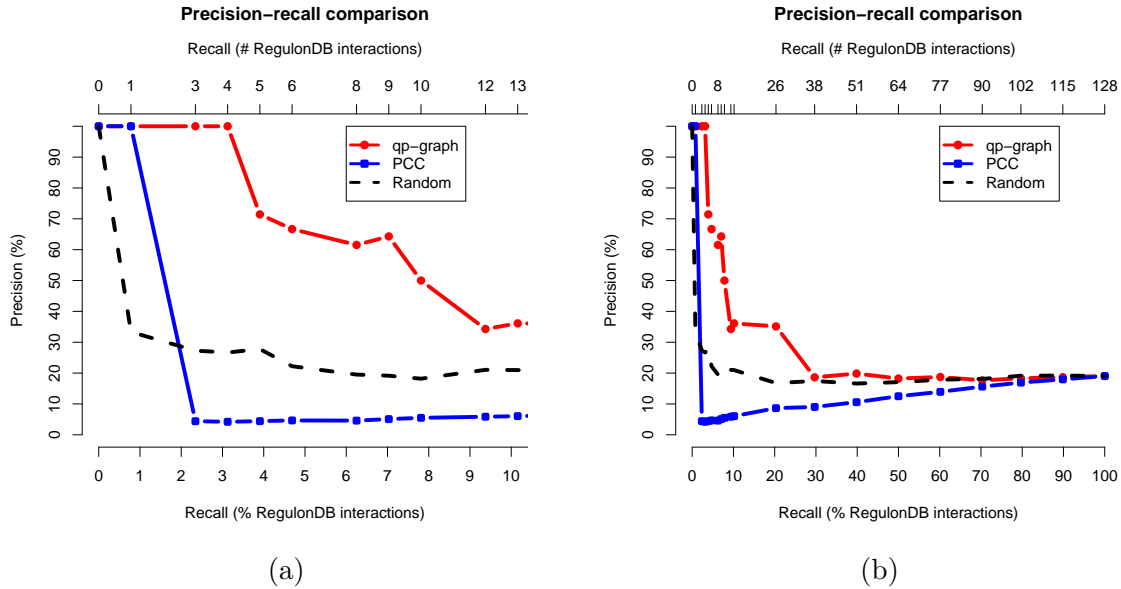 Precision−recall comparison
Recall (# RegulonDB interactions)
0 1 3 4 5 6 8 9 10 12 13
Precision (%)
90
80
70
60
50
40
30
20
10
0
qp−graph
PCC
Random
0 1 2 3 4 5 6 7 8 9 10
Recall (% RegulonDB interactions)
(a)
Precision−recall comparison
Recall (# RegulonDB interactions)
0 8 26 38 51 64 77 90 102 115 128
Precision (%)
90
80
70
60
50
40
30
20
10
0
qp−graph
PCC
Random
0 10 20 30 40 50 60 70 80 90 100
Recall (% RegulonDB interactions)
(b)